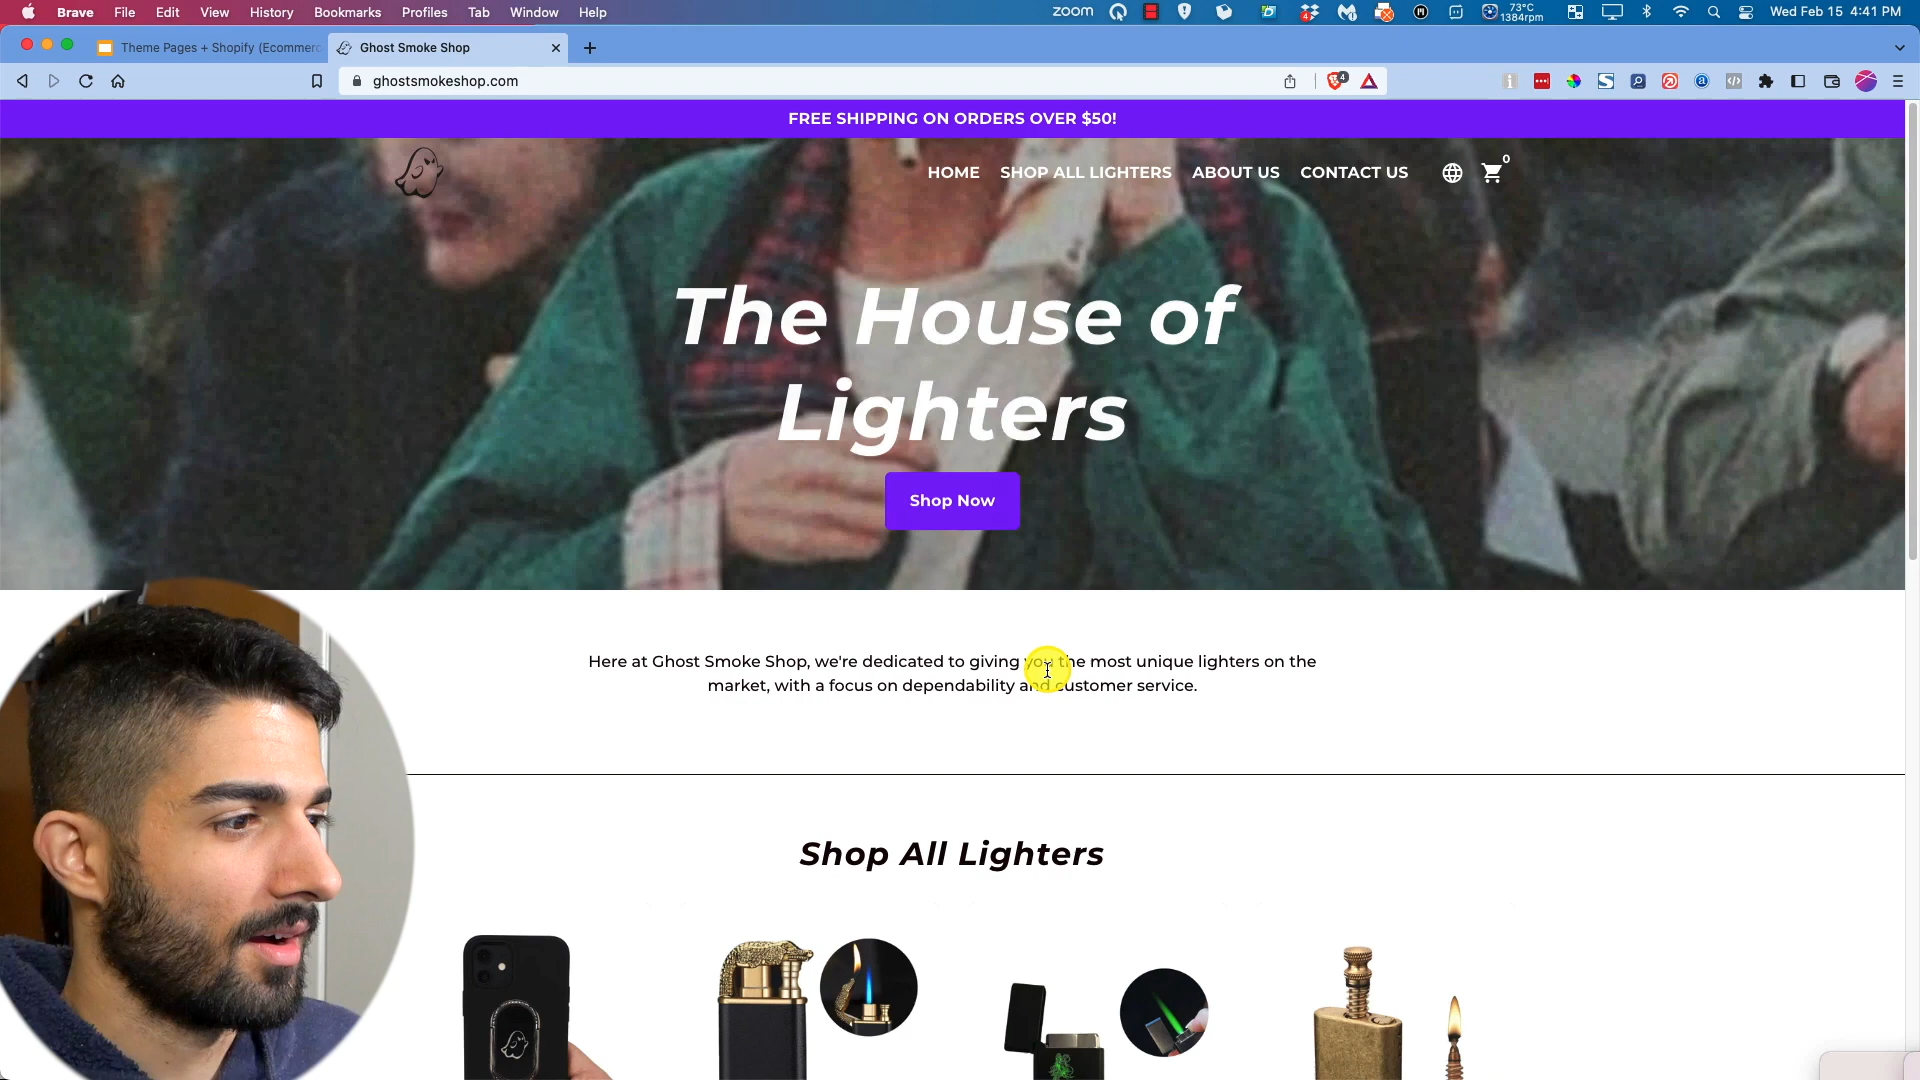 Brave File Edit View History Bookmarks Profiles Tab Window Help
zoom
73°C
1384rpm
Wed Feb 15 4:41 PM
Theme Pages + Shopify (Ecommerc
Ghost Smoke Shop
ghostsmokeshop.com
4
FREE SHIPPING ON ORDERS OVER $50!
HOME SHOP ALL LIGHTERS ABOUT US CONTACT US
0
The House of
Lighters
Shop Now
Here at Ghost Smoke Shop, we're dedicated to giving you the most unique lighters on the
market, with a focus on dependability and customer service.
Shop All Lighters